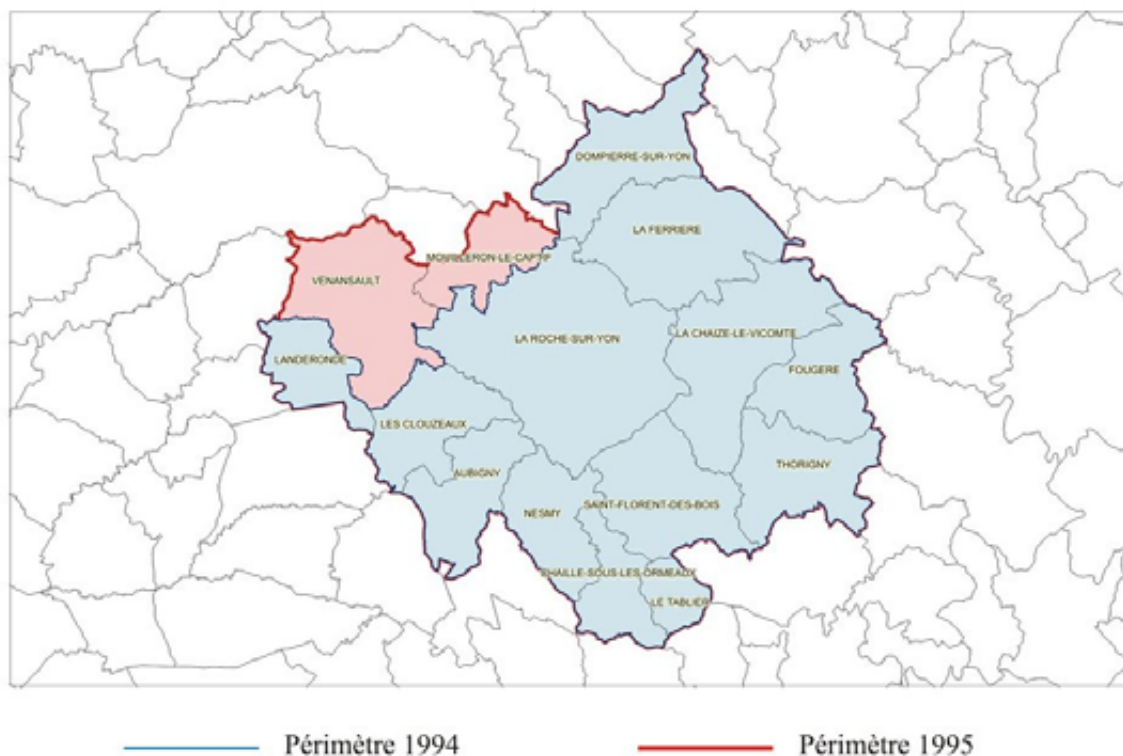 DOMPIERRE-SUR-YON
LA FERRIERE
MOUILLERON-LE-CAPTIF
VENANSAULT
LA ROCHE-SUR-YON
LA CHAIZE-LE-VICOMTE
LANDERONDE
FOUGERE
LES CLOUZEAUX
AUBIGNY
THORIGNY
SAINT-FLORENT-DES-BOIS
NESMY
CHAILLE-SOUS-LES-ORMEAUX
LE TABLIER
Périmètre 1994
Périmètre 1995